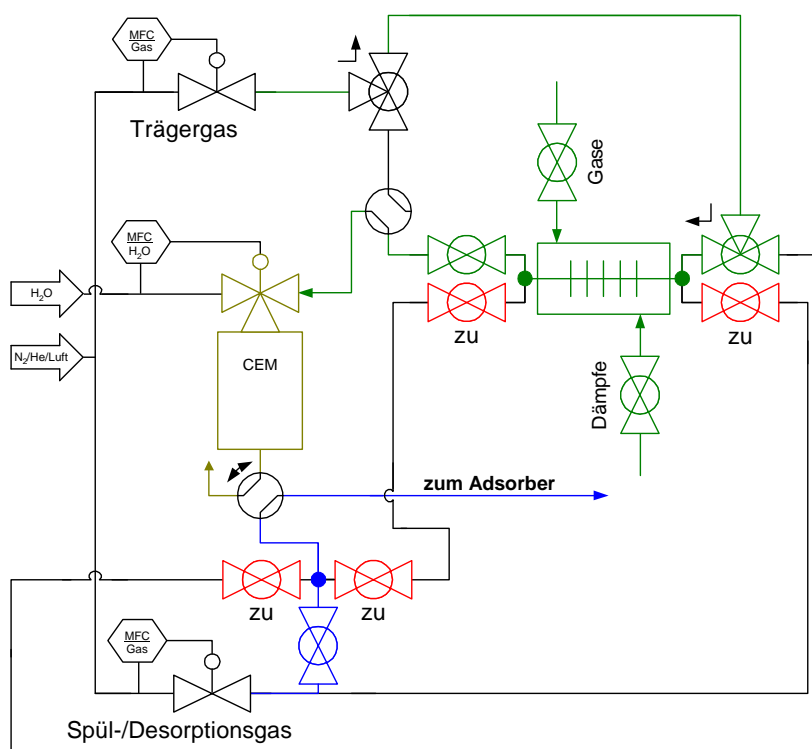 MFC
Gas
Trägergas
Gase
MFC
H₂O
H₂O
N₂/He/Luft
zu
zu
CEM
Dämpfe
zum Adsorber
zu
zu
MFC
Gas
Spül-/Desorptionsgas